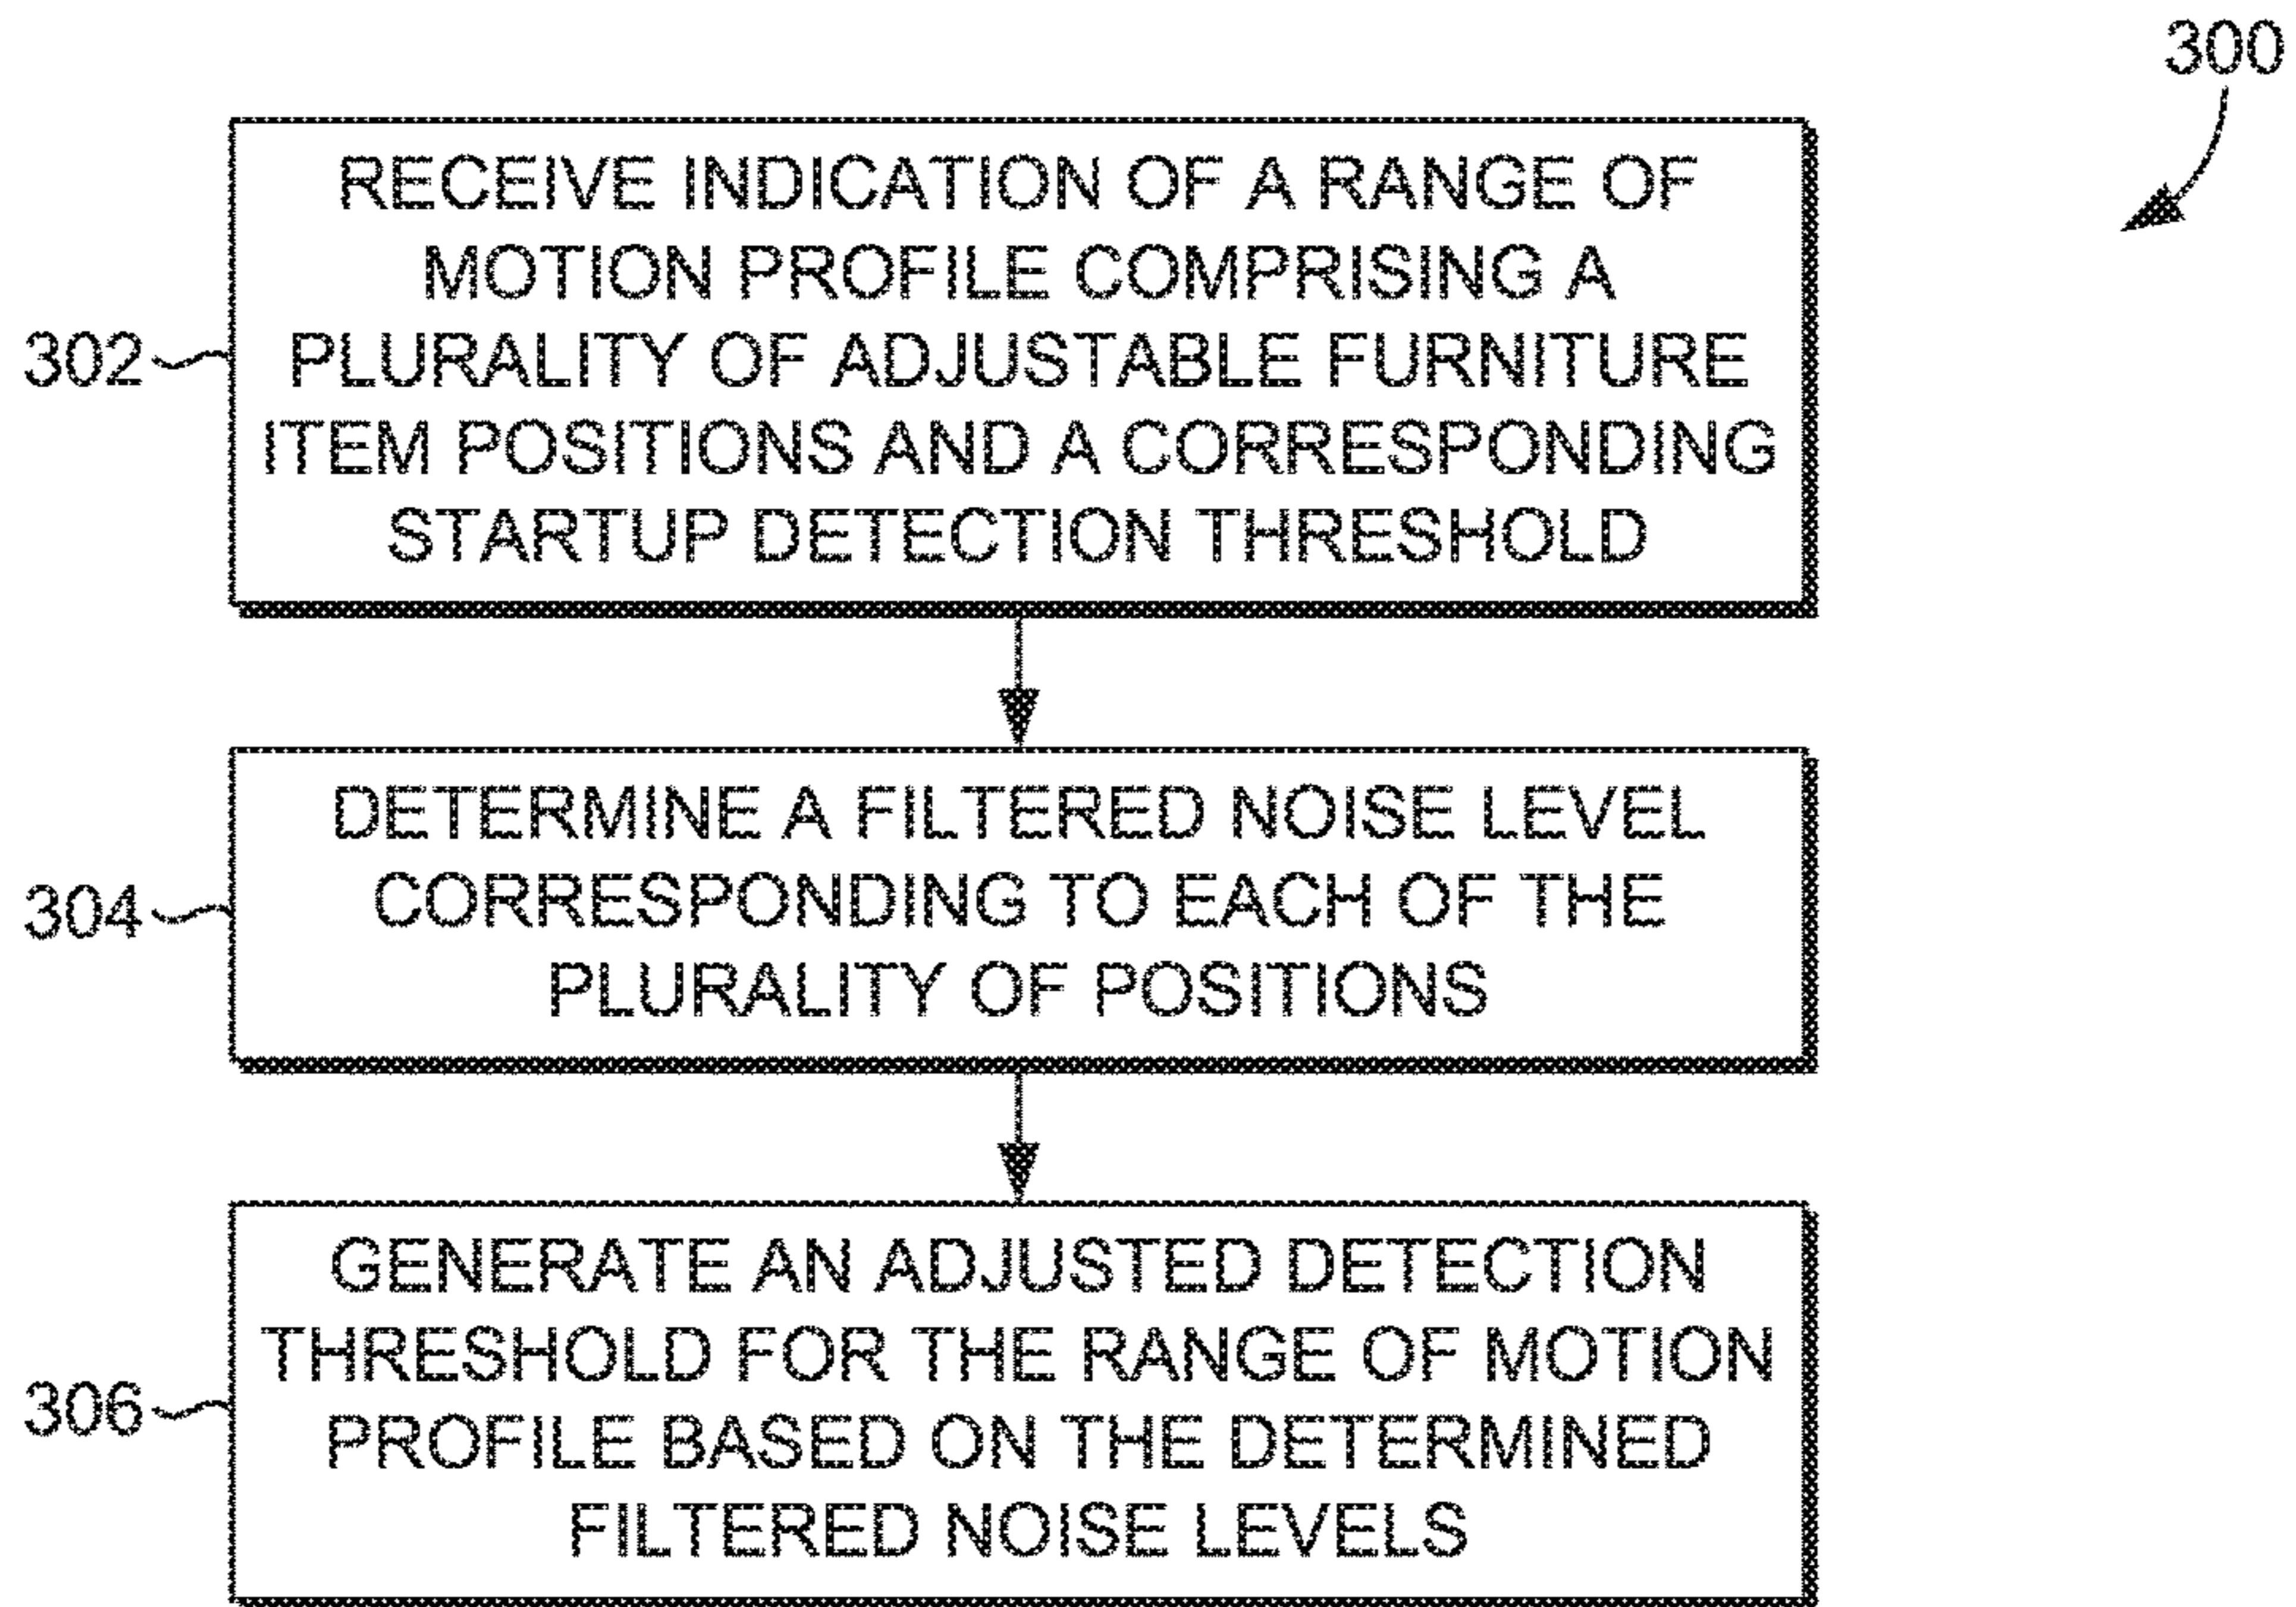 300
RECEIVE INDICATION OF A RANGE OF
MOTION PROFILE COMPRISING A
PLURALITY OF ADJUSTABLE FURNITURE
ITEM POSITIONS AND A CORRESPONDING
STARTUP DETECTION THRESHOLD
302
DETERMINE A FILTERED NOISE LEVEL
CORRESPONDING TO EACH OF THE
PLURALITY OF POSITIONS
304
GENERATE AN ADJUSTED DETECTION
THRESHOLD FOR THE RANGE OF MOTION
PROFILE BASED ON THE DETERMINED
FILTERED NOISE LEVELS
306